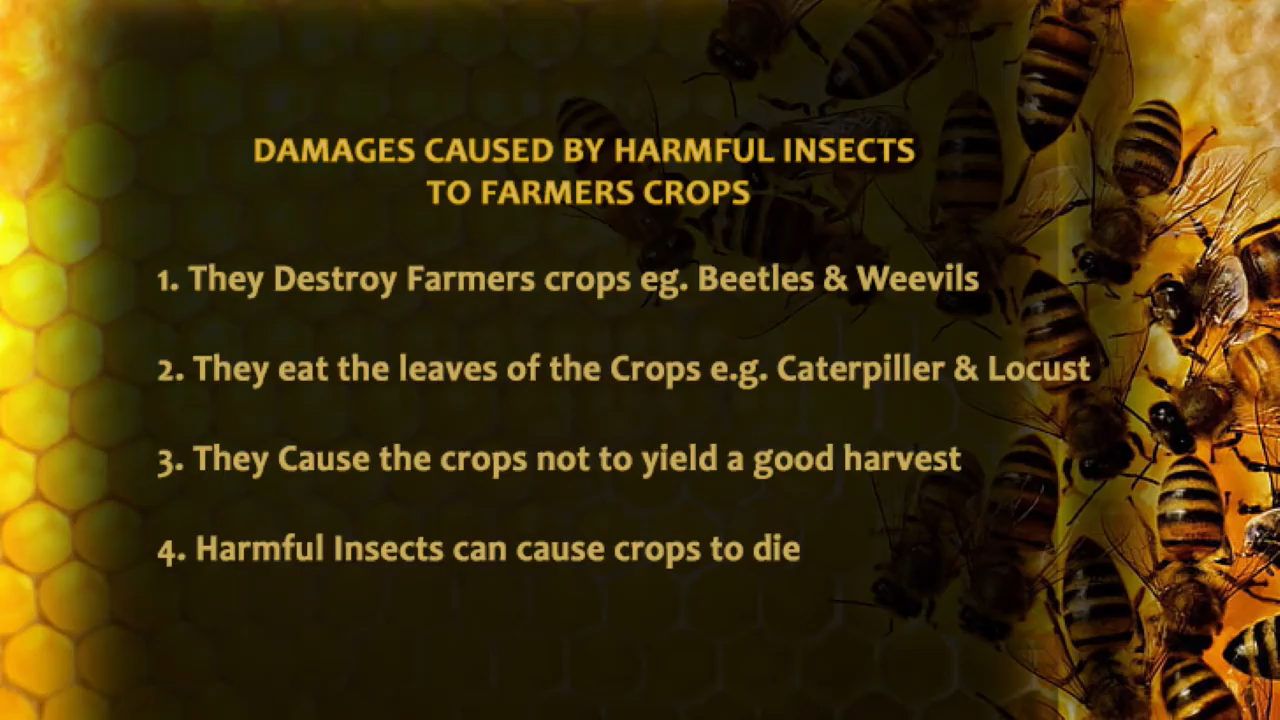 DAMAGES CAUSED BY HARMFUL INSECTS
TO FARMERS CROPS
1. They Destroy Farmers crops eg. Beetles & Weevils
2. They eat the leaves of the Crops e.g. Caterpiller & Locust
3. They Cause the crops not to yield a good harvest
4. Harmful Insects can cause crops to die